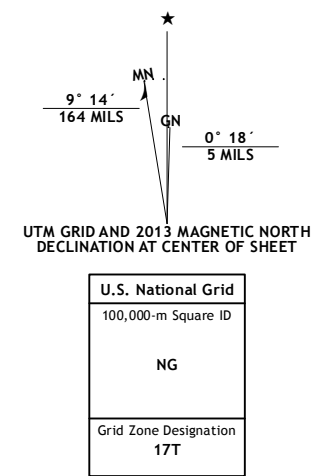 ★
MN
9° 14´
164 MILS
GN
0° 18´
5 MILS
UTM GRID AND 2013 MAGNETIC NORTH
DECLINATION AT CENTER OF SHEET
U.S. National Grid
100,000-m Square ID
NG
Grid Zone Designation
17T